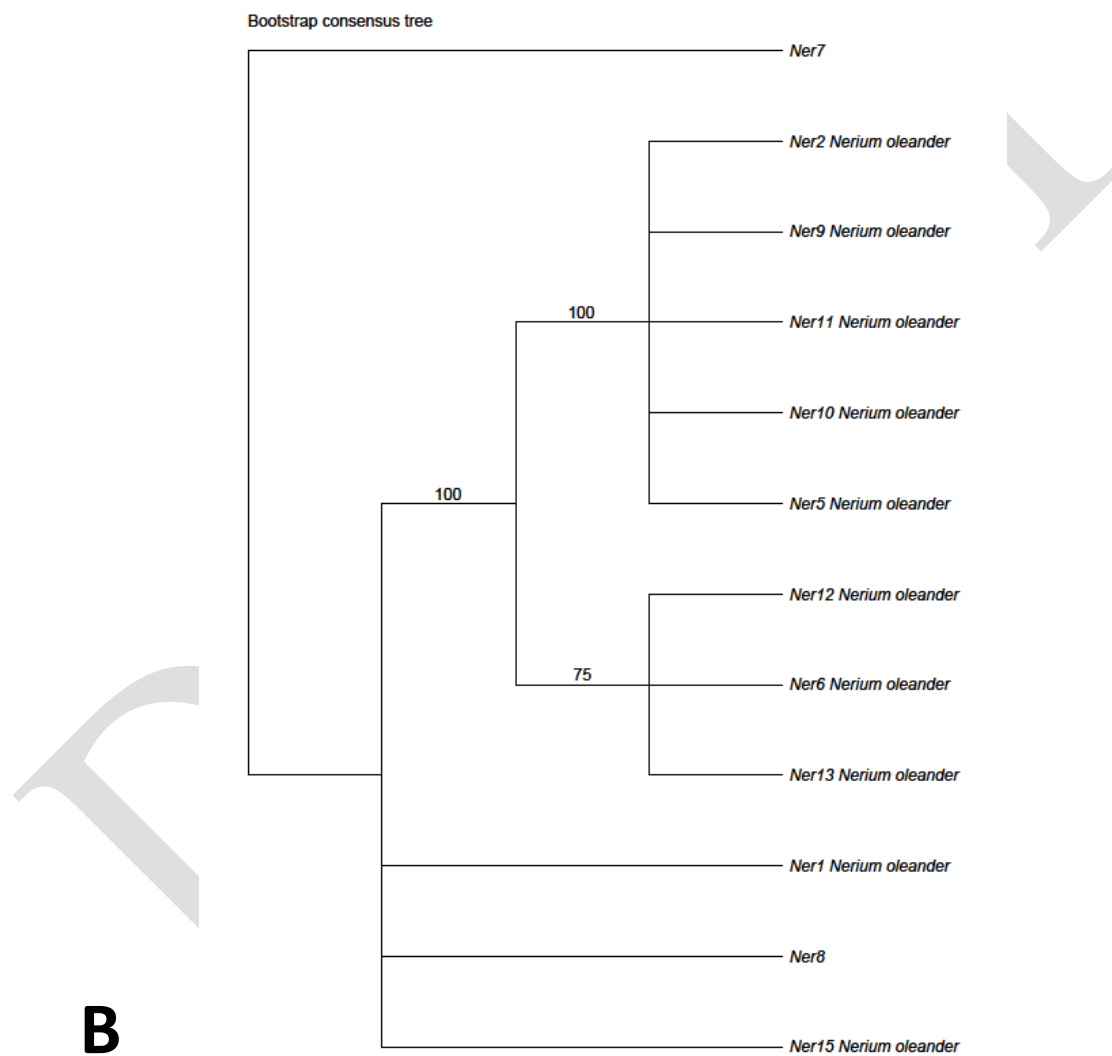 Bootstrap consensus tree
Ner7
Ner2 Nerium oleander
Ner9 Nerium oleander
100
Ner11 Nerium oleander
Ner10 Nerium oleander
100
Ner5 Nerium oleander
Ner12 Nerium oleander
75
Ner6 Nerium oleander
Ner13 Nerium oleander
Ner1 Nerium oleander
Ner8
B
Ner15 Nerium oleander